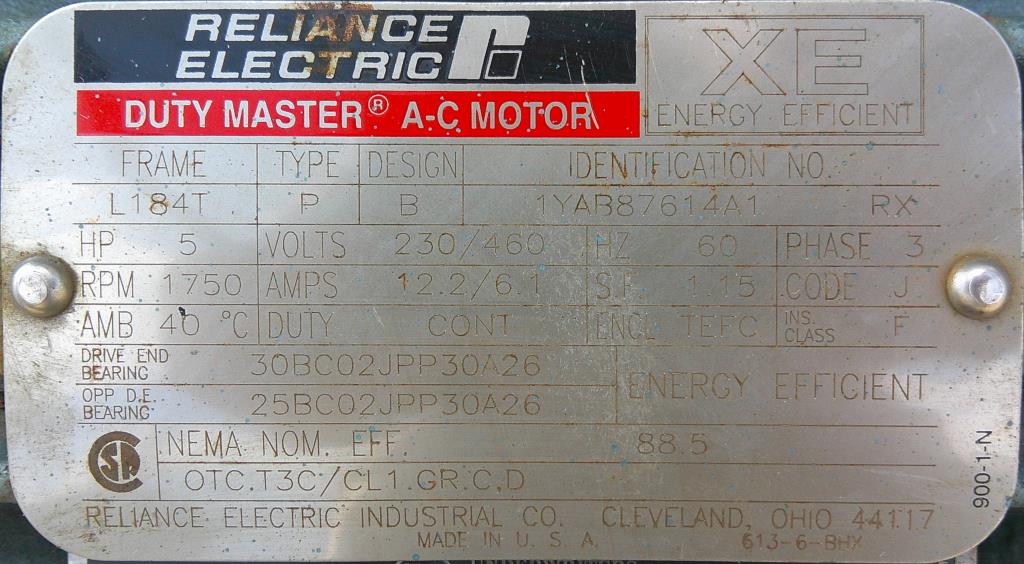 RELIANCE
ELECTRIC
XE
ENERGY EFFICIENT
DUTY MASTER® A-C MOTOR
FRAME TYPE DESIGN IDENTIFICATION NO.
L184T P B 1YAB87614A1 RX
HP 5 VOLTS 230/460 HZ 60 PHASE 3
RPM 1750 AMPS 12.2/6.1 S.F. 1.15 CODE J
AMB 40 °C DUTY CONT ENCL TEFC INS. CLASS F
DRIVE END BEARING 30BC02JPP30A26
OPP D.E. BEARING 25BC02JPP30A26
ENERGY EFFICIENT
SA NEMA NOM. EFF. 88.5
OTC.T3C/CL1.GR.C,D
900-1-N
RELIANCE ELECTRIC INDUSTRIAL CO. CLEVELAND, OHIO 44117
MADE IN U. S. A. 613-6-BHX